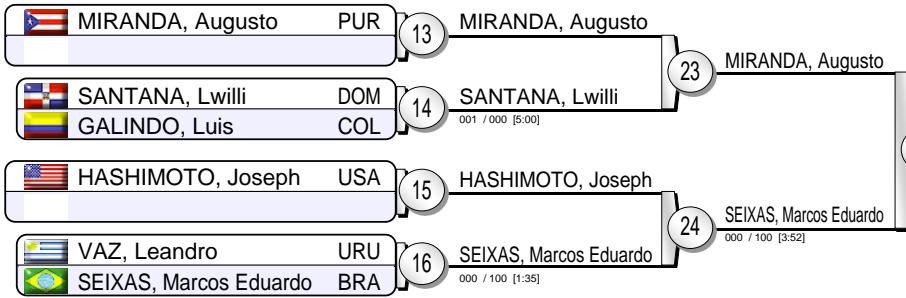 MIRANDA, Augusto PUR
13
MIRANDA, Augusto
23
MIRANDA, Augusto
SANTANA, Lwilli DOM
GALINDO, Luis COL
14
SANTANA, Lwilli
001 / 000 [5:00]
HASHIMOTO, Joseph USA
15
HASHIMOTO, Joseph
24
SEIXAS, Marcos Eduardo
000 / 100 [3:52]
VAZ, Leandro URU
SEIXAS, Marcos Eduardo BRA
16
SEIXAS, Marcos Eduardo
000 / 100 [1:35]